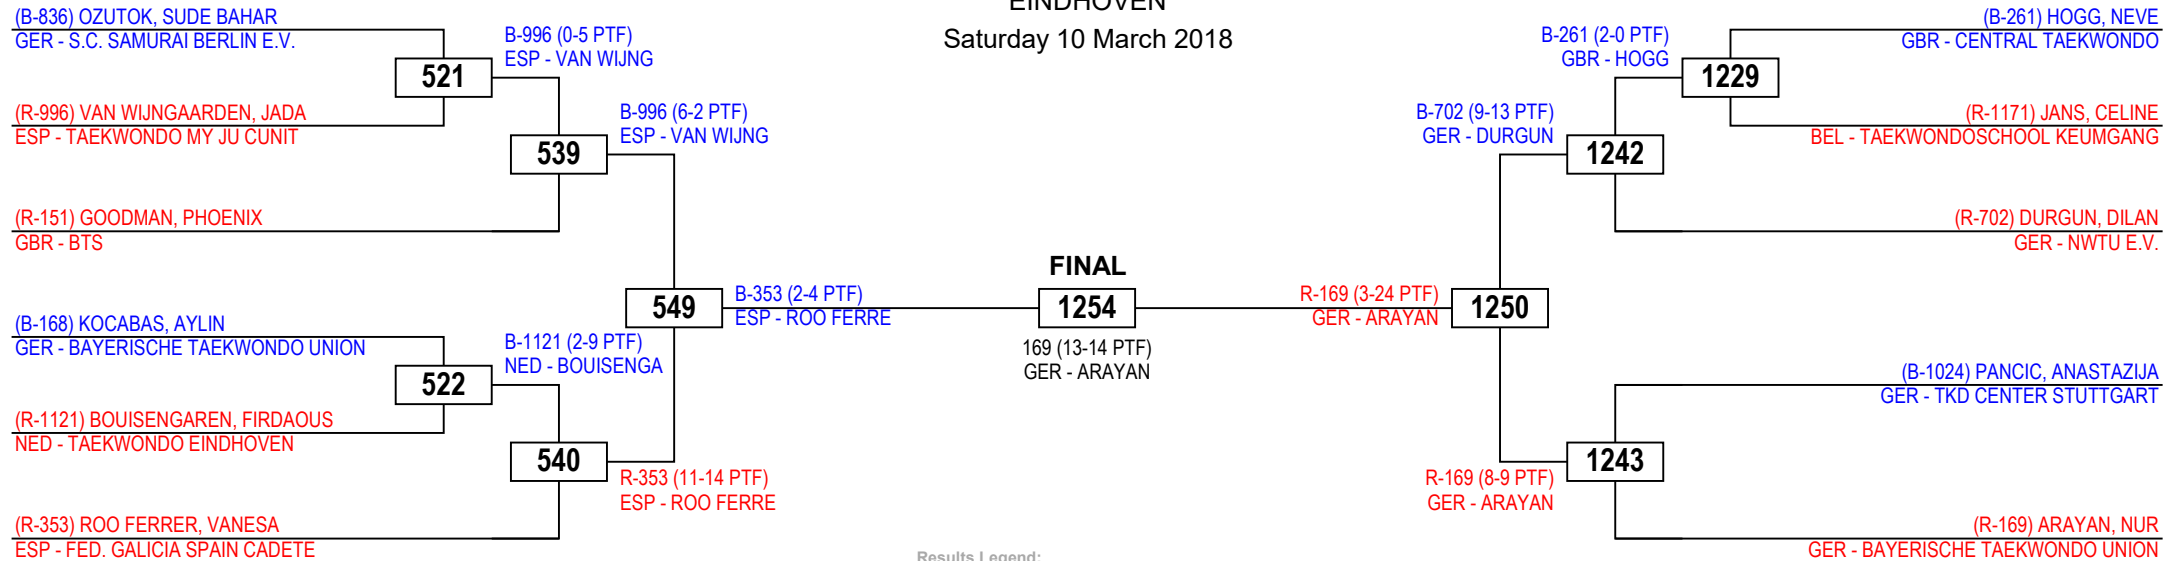 EINDHOVEN
Saturday 10 March 2018
(B-836) OZUTOK, SUDE BAHAR
GER - S.C. SAMURAI BERLIN E.V.
521
(R-996) VAN WIJNGAARDEN, JADA
ESP - TAEKWONDO MY JU CUNIT
B-996 (0-5 PTF)
ESP - VAN WIJNG
539
(R-151) GOODMAN, PHOENIX
GBR - BTS
B-996 (6-2 PTF)
ESP - VAN WIJNG
549
(B-168) KOCABAS, AYLIN
GER - BAYERISCHE TAEKWONDO UNION
522
(R-1121) BOUISENGAREN, FIRDAOUS
NED - TAEKWONDO EINDHOVEN
B-1121 (2-9 PTF)
NED - BOUISENGA
540
(R-353) ROO FERRER, VANESA
ESP - FED. GALICIA SPAIN CADETE
R-353 (11-14 PTF)
ESP - ROO FERRE
B-353 (2-4 PTF)
ESP - ROO FERRE
FINAL
1254
169 (13-14 PTF)
GER - ARAYAN
R-169 (3-24 PTF)
GER - ARAYAN
1250
B-702 (9-13 PTF)
GER - DURGUN
1242
B-261 (2-0 PTF)
GBR - HOGG
1229
(B-261) HOGG, NEVE
GBR - CENTRAL TAEKWONDO
(R-1171) JANS, CELINE
BEL - TAEKWONDOSCHOOL KEUMGANG
(R-702) DURGUN, DILAN
GER - NWTU E.V.
R-169 (8-9 PTF)
GER - ARAYAN
1243
(B-1024) PANCIC, ANASTAZIJA
GER - TKD CENTER STUTTGART
(R-169) ARAYAN, NUR
GER - BAYERISCHE TAEKWONDO UNION
Results Legend: